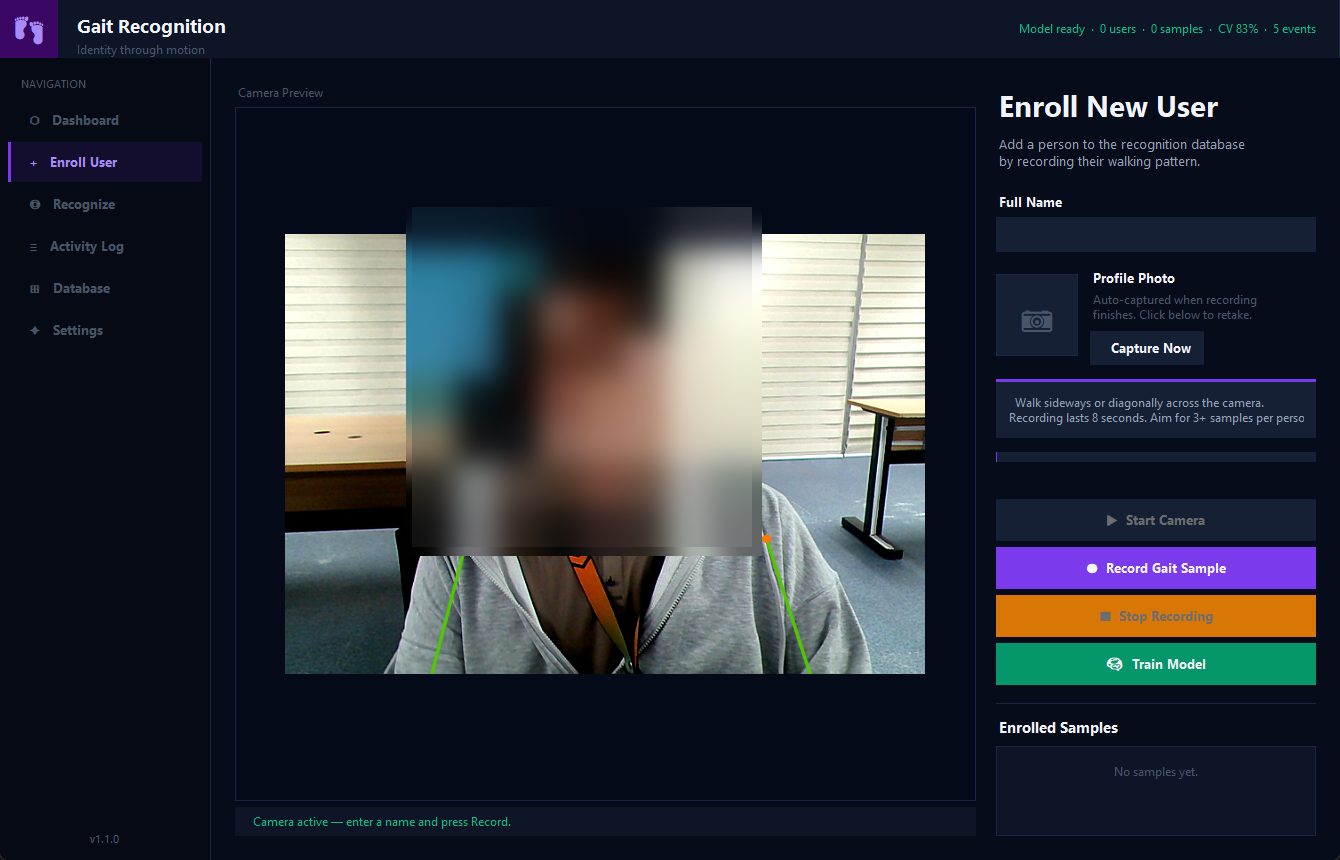 Gait Recognition
Identity through motion
Model ready · 0 users · 0 samples · CV 83% · 5 events
NAVIGATION
Dashboard
+ Enroll User
Recognize
Activity Log
Database
Settings
v1.1.0
Camera Preview
Camera active — enter a name and press Record.
Enroll New User
Add a person to the recognition database
by recording their walking pattern.
Full Name
Profile Photo
Auto-captured when recording
finishes. Click below to retake.
Capture Now
Walk sideways or diagonally across the camera.
Recording lasts 8 seconds. Aim for 3+ samples per perso
Start Camera
Record Gait Sample
Stop Recording
Train Model
Enrolled Samples
No samples yet.